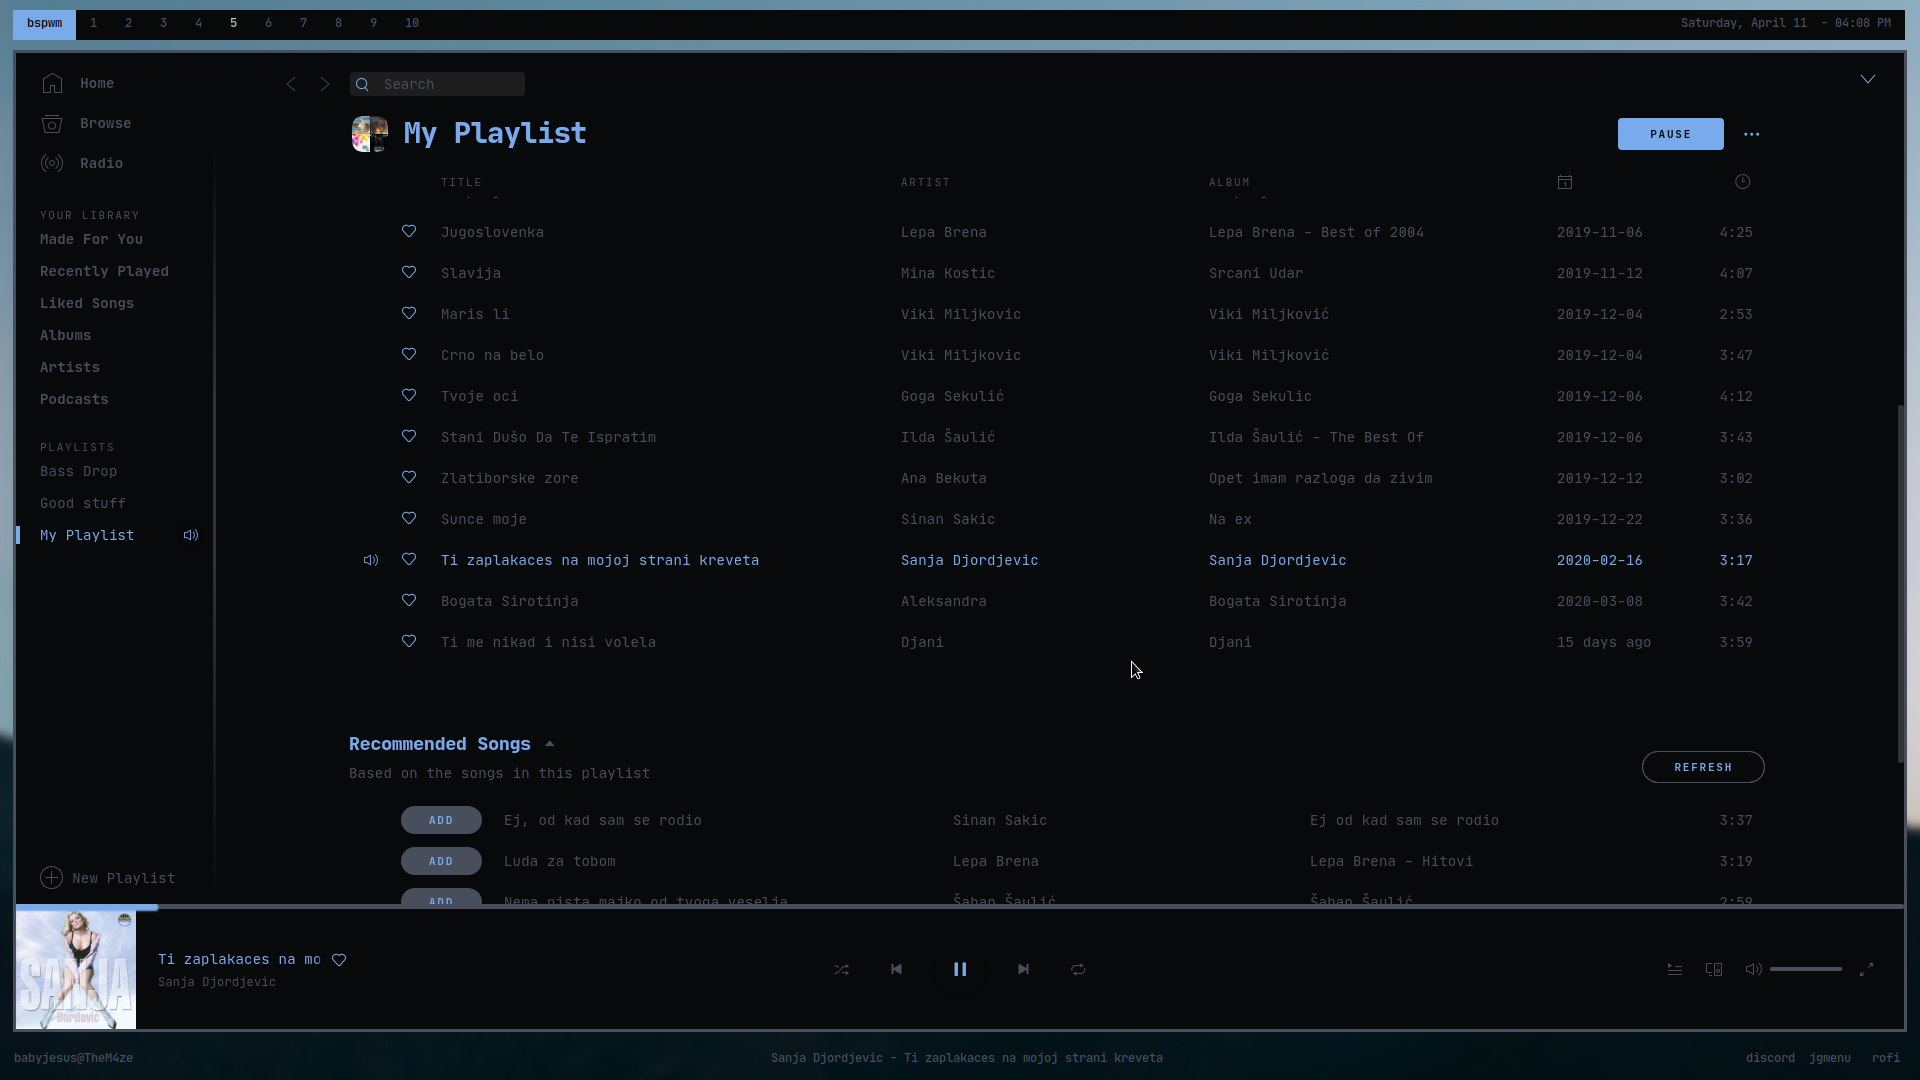 bspwm 1 2 3 4 5 6 7 8 9 10 Saturday, April 11 - 04:08 PM
Home
Browse
Radio
YOUR LIBRARY
Made For You
Recently Played
Liked Songs
Albums
Artists
Podcasts
PLAYLISTS
Bass Drop
Good stuff
My Playlist
New Playlist
Search
My Playlist
PAUSE
TITLE ARTIST ALBUM
Jugoslovenka Lepa Brena Lepa Brena - Best of 2004 2019-11-06 4:25
Slavija Mina Kostic Srcani Udar 2019-11-12 4:07
Maris li Viki Miljkovic Viki Miljković 2019-12-04 2:53
Crno na belo Viki Miljkovic Viki Miljković 2019-12-04 3:47
Tvoje oci Goga Sekulić Goga Sekulic 2019-12-06 4:12
Stani Dušo Da Te Ispratim Ilda Šaulić Ilda Šaulić - The Best Of 2019-12-06 3:43
Zlatiborske zore Ana Bekuta Opet imam razloga da zivim 2019-12-12 3:02
Sunce moje Sinan Sakic Na ex 2019-12-22 3:36
Ti zaplakaces na mojoj strani kreveta Sanja Djordjevic Sanja Djordjevic 2020-02-16 3:17
Bogata Sirotinja Aleksandra Bogata Sirotinja 2020-03-08 3:42
Ti me nikad i nisi volela Djani Djani 15 days ago 3:59
Recommended Songs
Based on the songs in this playlist
REFRESH
ADD Ej, od kad sam se rodio Sinan Sakic Ej od kad sam se rodio 3:37
ADD Luda za tobom Lepa Brena Lepa Brena - Hitovi 3:19
ADD Nema nista majko od tvoga veselja Šaban Šaulić Šaban Šaulić 2:59
SANJA
Đorđević
Ti zaplakaces na mo
Sanja Djordjevic
babyjesus@TheM4ze Sanja Djordjevic - Ti zaplakaces na mojoj strani kreveta discord jgmenu rofi